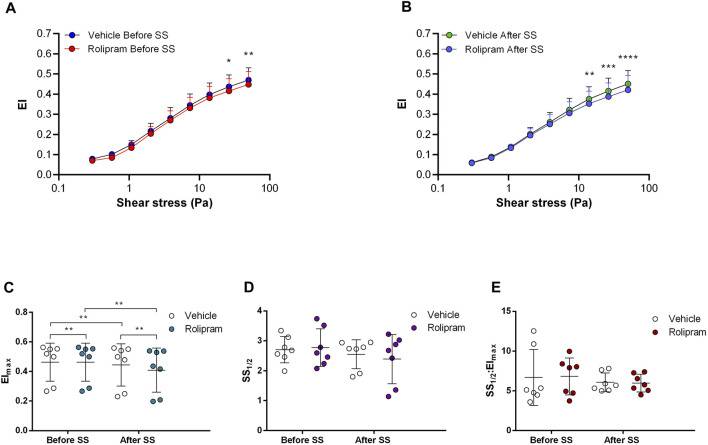 A
Vehicle Before SS
Rolipram Before SS
*
**
EI
0.6
0.5
0.4
0.3
0.2
0.1
0.0
0.1
1
10
100
Shear stress (Pa)
B
Vehicle After SS
Rolipram After SS
**
***
****
EI
0.6
0.5
0.4
0.3
0.2
0.1
0.0
0.1
1
10
100
Shear stress (Pa)
C
Vehicle
Rolipram
**
**
**
**
EImax
0.8
0.6
0.4
0.2
0.0
Before SS
After SS
D
Vehicle
Rolipram
SS1/2
4
3
2
1
0
Before SS
After SS
E
Vehicle
Rolipram
SS1/2:EImax
15
10
5
0
Before SS
After SS